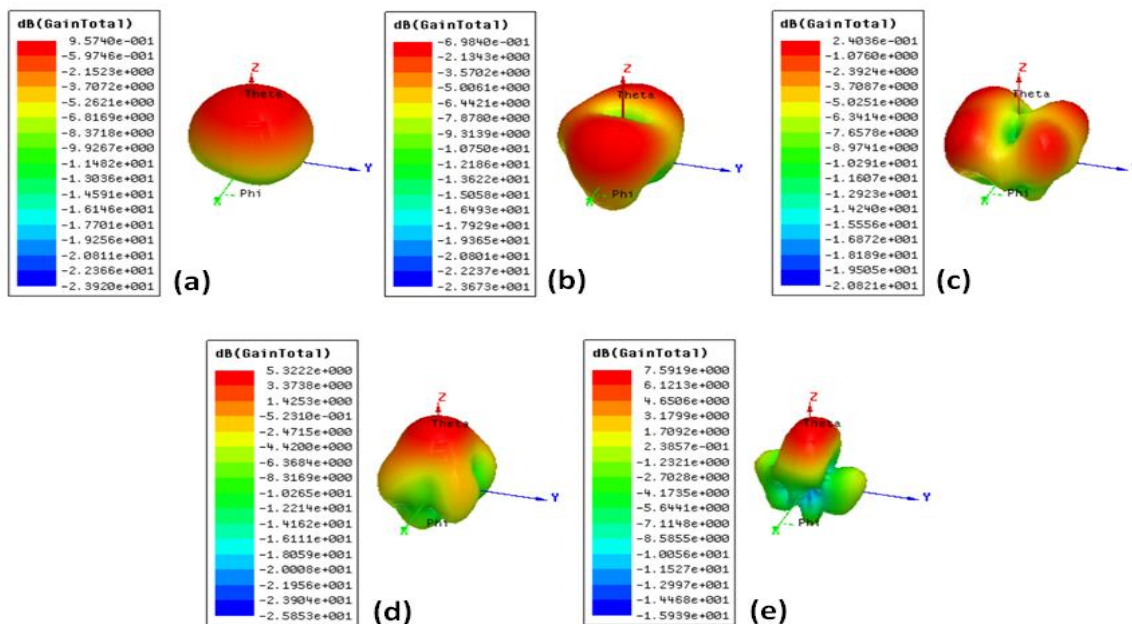 dB(GainTotal)
9.5740e-001
-5.9746e-001
-2.1523e+000
-3.7072e+000
-5.2621e+000
-6.8169e+000
-8.3718e+000
-9.9267e+000
-1.1482e+001
-1.3036e+001
-1.4591e+001
-1.6146e+001
-1.7701e+001
-1.9256e+001
-2.0811e+001
-2.2366e+001
-2.3920e+001
Z
Theta
Y
Phi
X
(a)
dB(GainTotal)
-6.9840e-001
-2.1343e+000
-3.5702e+000
-5.0061e+000
-6.4421e+000
-7.8780e+000
-9.3139e+000
-1.0750e+001
-1.2186e+001
-1.3622e+001
-1.5058e+001
-1.6493e+001
-1.7929e+001
-1.9365e+001
-2.0801e+001
-2.2237e+001
-2.3673e+001
Z
Theta
Y
Phi
X
(b)
dB(GainTotal)
2.4036e-001
-1.0760e+000
-2.3924e+000
-3.7087e+000
-5.0251e+000
-6.3414e+000
-7.6578e+000
-8.9741e+000
-1.0291e+001
-1.1607e+001
-1.2923e+001
-1.4240e+001
-1.5556e+001
-1.6872e+001
-1.8189e+001
-1.9505e+001
-2.0821e+001
Z
Theta
Phi
X
(c)
dB(GainTotal)
5.3222e+000
3.3738e+000
1.4253e+000
-5.2310e-001
-2.4715e+000
-4.4200e+000
-6.3684e+000
-8.3169e+000
-1.0265e+001
-1.2214e+001
-1.4162e+001
-1.6111e+001
-1.8059e+001
-2.0008e+001
-2.1956e+001
-2.3904e+001
-2.5853e+001
Z
Theta
Y
Phi
X
(d)
dB(GainTotal)
7.5919e+000
6.1213e+000
4.6506e+000
3.1799e+000
1.7092e+000
2.3857e-001
-1.2321e+000
-2.7028e+000
-4.1735e+000
-5.6441e+000
-7.1148e+000
-8.5855e+000
-1.0056e+001
-1.1527e+001
-1.2997e+001
-1.4468e+001
-1.5939e+001
Z
Theta
Y
Phi
X
(e)